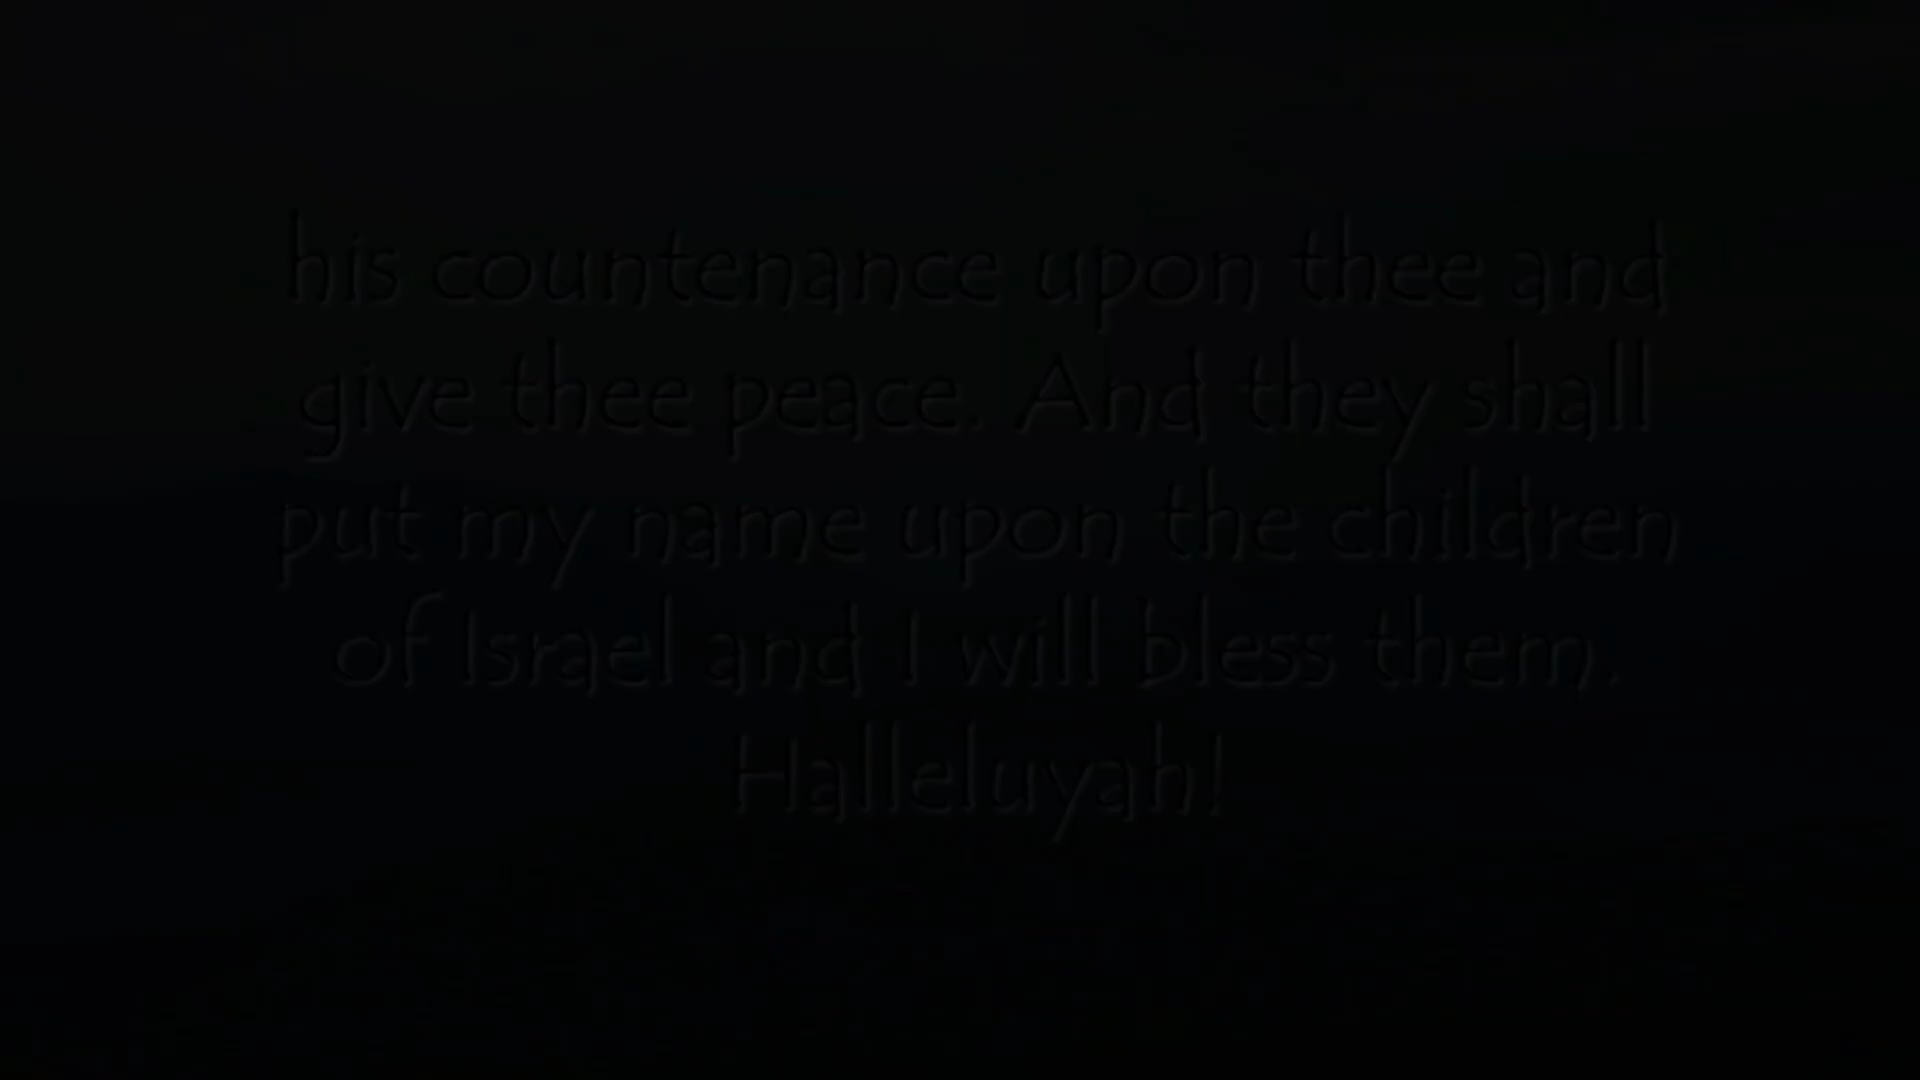 his countenance upon thee and
give thee peace. And they shall
put my name upon the children
of Israel and I will bless them.
Halleluyah!